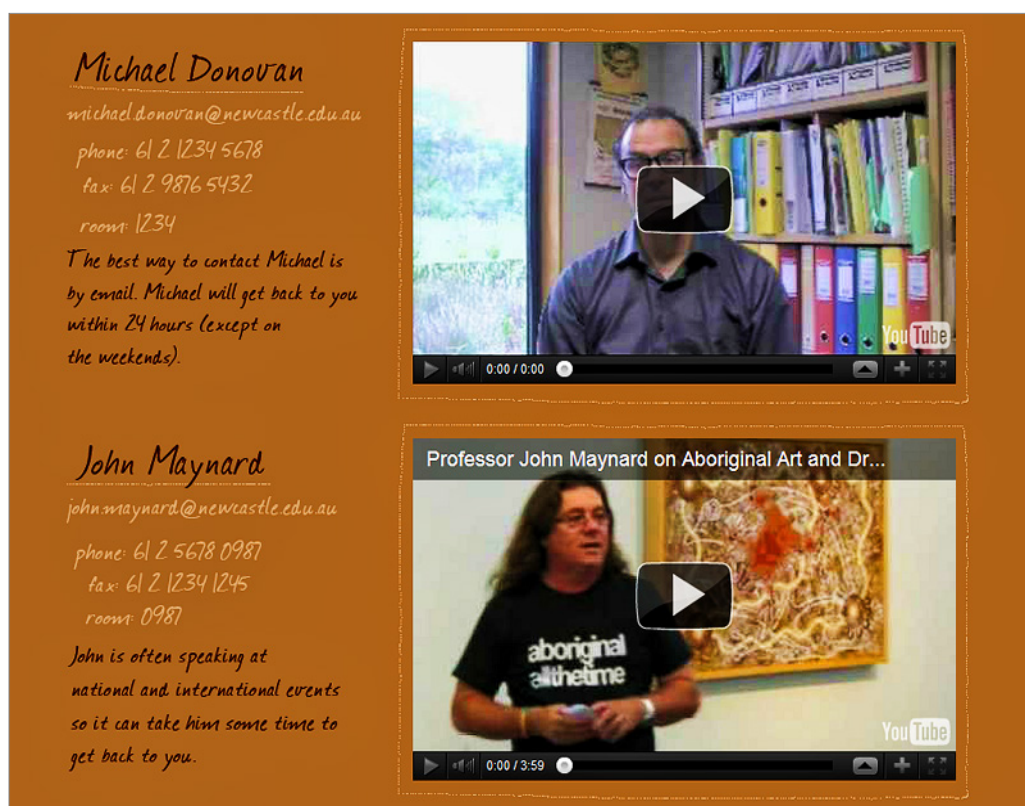 Michael Donovan
michael.donovan@newcastle.edu.au
phone: 61 2 1234 5678
fax: 61 2 9876 5432
room: 1234
The best way to contact Michael is
by email. Michael will get back to you
within 24 hours (except on
the weekends).
YouTube
0:00 / 0:00
John Maynard
john.maynard@newcastle.edu.au
phone: 61 2 5678 0987
fax: 61 2 1234 1245
room: 0987
John is often speaking at
national and international events
so it can take him some time to
get back to you.
Professor John Maynard on Aboriginal Art and Dr...
aboriginal
allthetime
YouTube
0:00 / 3:59